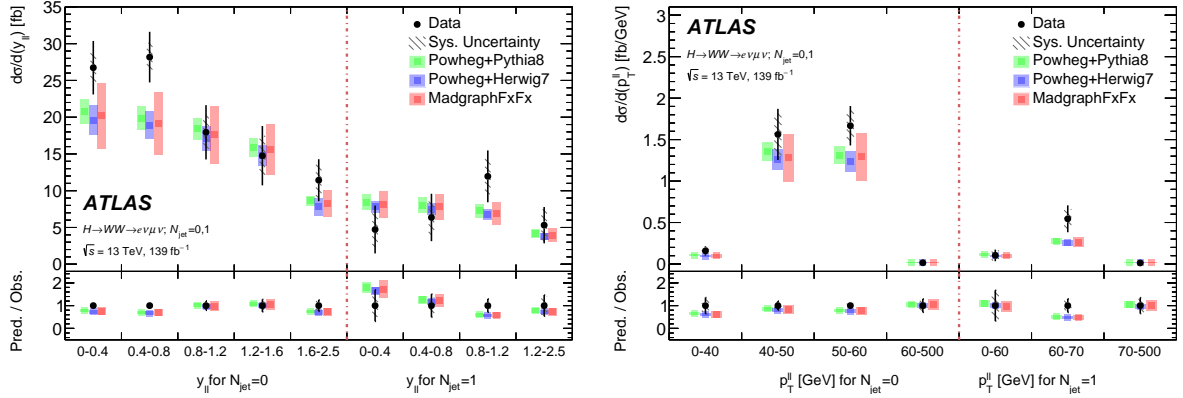 dσ/d(y_ll) [fb]
35
30
25
20
15
10
5
0
Data
Sys. Uncertainty
Powheg+Pythia8
Powheg+Herwig7
MadgraphFxFx
ATLAS
H→WW→eνμν; N_jet=0,1
√s = 13 TeV, 139 fb⁻¹
Pred. / Obs.
2
1
0
0-0.4 0.4-0.8 0.8-1.2 1.2-1.6 1.6-2.5 0-0.4 0.4-0.8 0.8-1.2 1.2-2.5
y_ll for N_jet=0 y_ll for N_jet=1
dσ/d(p_T^ll) [fb/GeV]
3
2.5
2
1.5
1
0.5
0
ATLAS
H→WW→eνμν; N_jet=0,1
√s = 13 TeV, 139 fb⁻¹
Data
Sys. Uncertainty
Powheg+Pythia8
Powheg+Herwig7
MadgraphFxFx
Pred. / Obs.
2
1
0
0-40 40-50 50-60 60-500 0-60 60-70 70-500
p_T^ll [GeV] for N_jet=0 p_T^ll [GeV] for N_jet=1